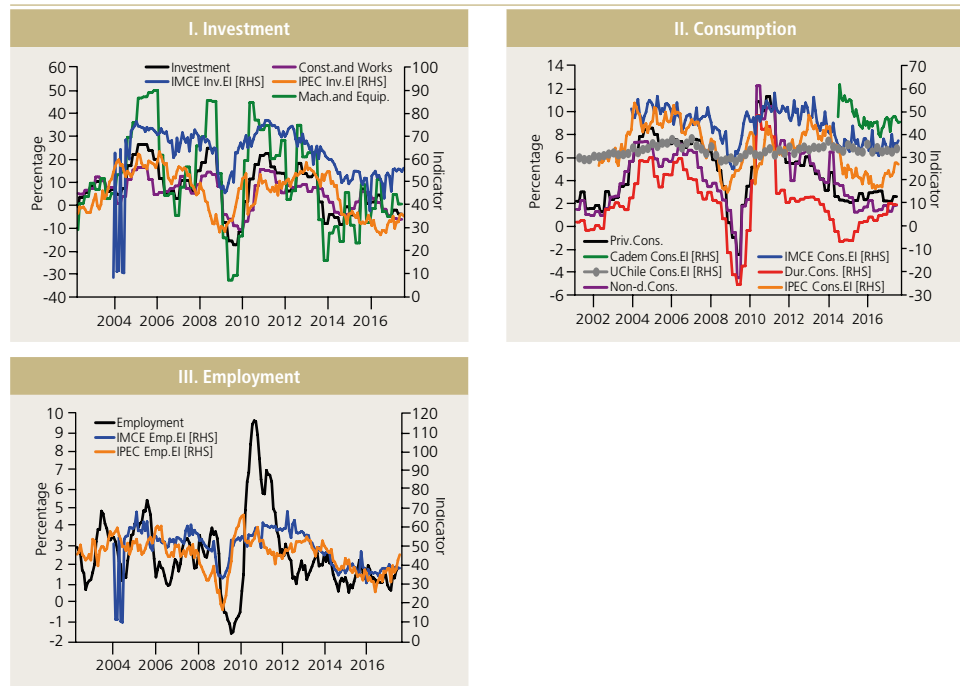 I. Investment
Investment
IMCE Inv.EI [RHS]
Const.and Works
IPEC Inv.EI [RHS]
Mach.and Equip.
Percentage
60
50
40
30
20
10
0
-10
-20
-30
-40
100
90
80
70
60
50
40
30
20
10
0
Indicator
2004 2006 2008 2010 2012 2014 2016
II. Consumption
Percentage
14
12
10
8
6
4
2
0
-2
-4
-6
70
60
50
40
30
20
10
0
-10
-20
-30
Indicator
Priv.Cons.
Cadem Cons.EI [RHS]
UChile Cons.EI [RHS]
Non-d.Cons.
IMCE Cons.EI [RHS]
Dur.Cons. [RHS]
IPEC Cons.EI [RHS]
2002 2004 2006 2008 2010 2012 2014 2016
III. Employment
Employment
IMCE Emp.EI [RHS]
IPEC Emp.EI [RHS]
Percentage
10
9
8
7
6
5
4
3
2
1
0
-1
-2
120
110
100
90
80
70
60
50
40
30
20
10
0
Indicator
2004 2006 2008 2010 2012 2014 2016